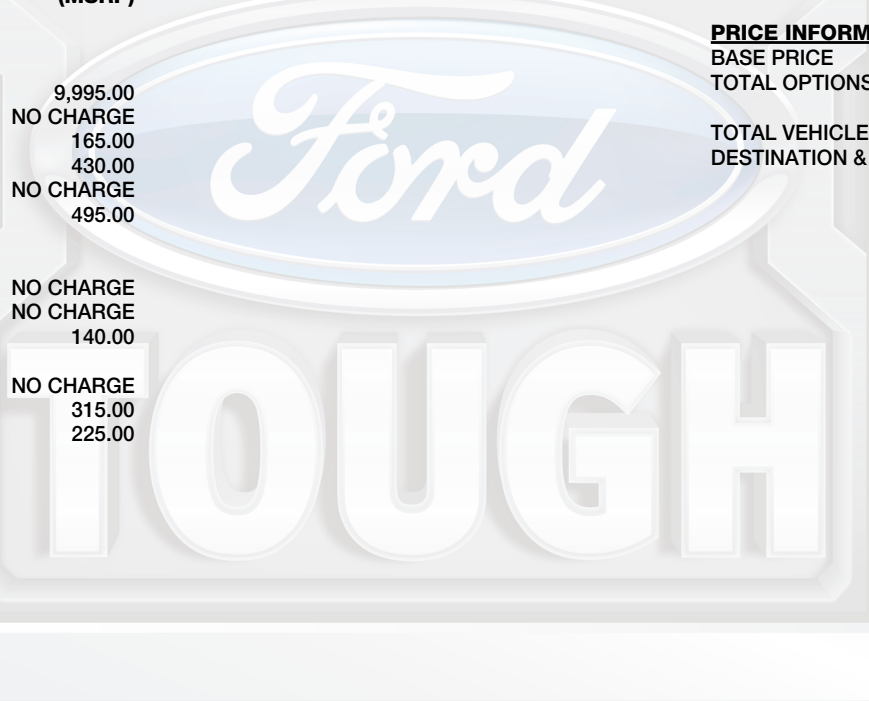 (MSRP)
9,995.00
NO CHARGE
165.00
430.00
NO CHARGE
495.00
NO CHARGE
NO CHARGE
140.00
NO CHARGE
315.00
225.00
PRICE INFORM
BASE PRICE
TOTAL OPTIONS
TOTAL VEHICLE
DESTINATION &
Ford
TOUGH